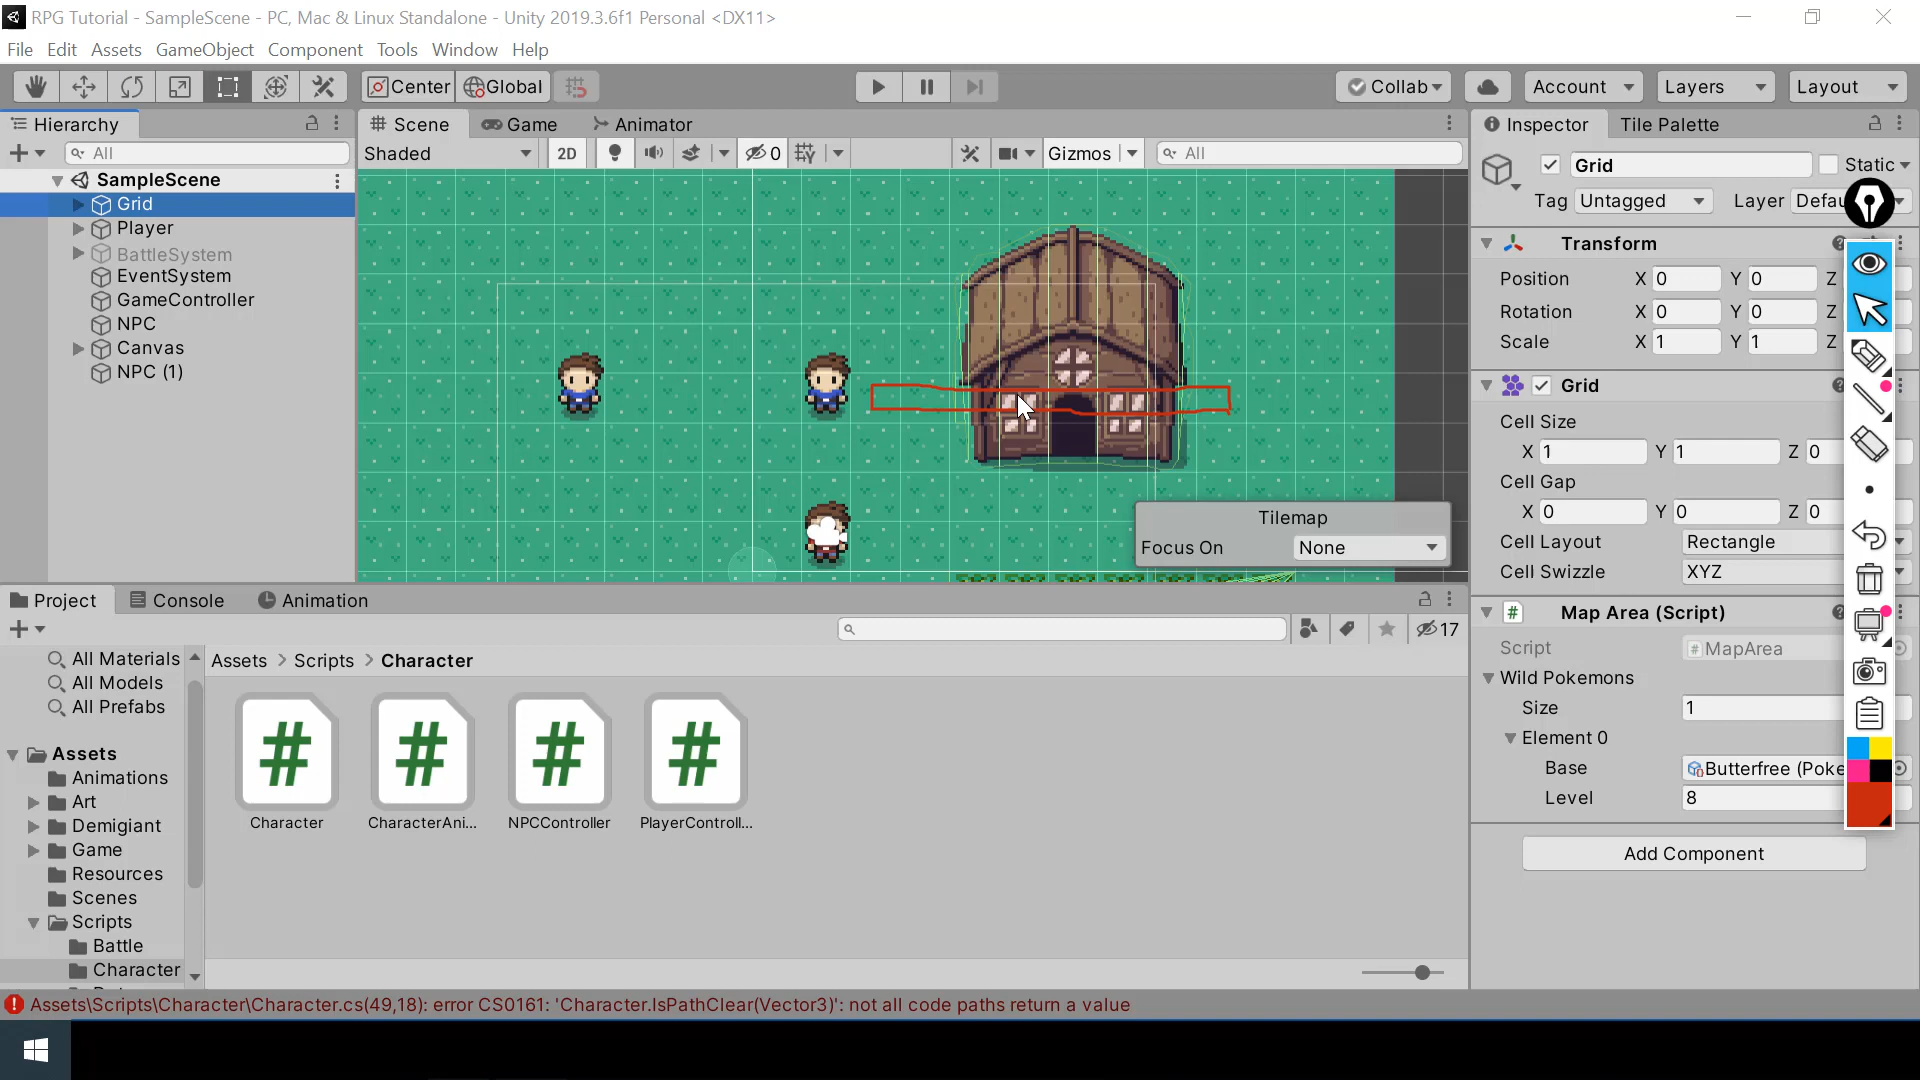 RPG Tutorial - SampleScene - PC, Mac & Linux Standalone - Unity 2019.3.6f1 Personal <DX11>
File Edit Assets GameObject Component Tools Window Help
Center Global Collab Account Layers Layout
Hierarchy
All
SampleScene
Grid
Player
BattleSystem
EventSystem
GameController
NPC
Canvas
NPC (1)
Scene Game Animator
Shaded 2D 0 Gizmos All
Tilemap
Focus On None
Inspector Tile Palette
Grid Static
Tag Untagged Layer Defau
Transform
Position X 0 Y 0 Z
Rotation X 0 Y 0 Z
Scale X 1 Y 1 Z
Grid
Cell Size
X 1 Y 1 Z 0
Cell Gap
X 0 Y 0 Z 0
Cell Layout Rectangle
Cell Swizzle XYZ
# Map Area (Script)
Script # MapArea
Wild Pokemons
Size 1
Element 0
Base Butterfree (Poke
Level 8
Add Component
Project Console Animation
17
All Materials
All Models
All Prefabs
Assets
Animations
Art
Demigiant
Game
Resources
Scenes
Scripts
Battle
Character
Assets > Scripts > Character
# # # #
Character CharacterAni... NPCController PlayerControll...
Assets\Scripts\Character\Character.cs(49,18): error CS0161: 'Character.IsPathClear(Vector3)': not all code paths return a value